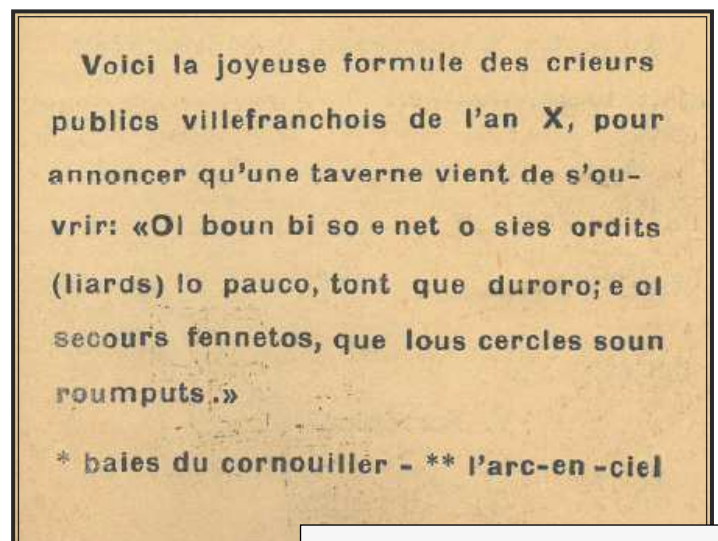 Voici la joyeuse formule des crieurs
publics villefranchois de l'an X, pour
annoncer qu'une taverne vient de s'ou-
vrir: «Ol boun bi so e net o sies ordits
(liards) lo pauco, tont que duroro; e ol
secours fennetos, que lous cercles soun
roumputs.»
* baies du cornouiller - ** l'arc-en-ciel